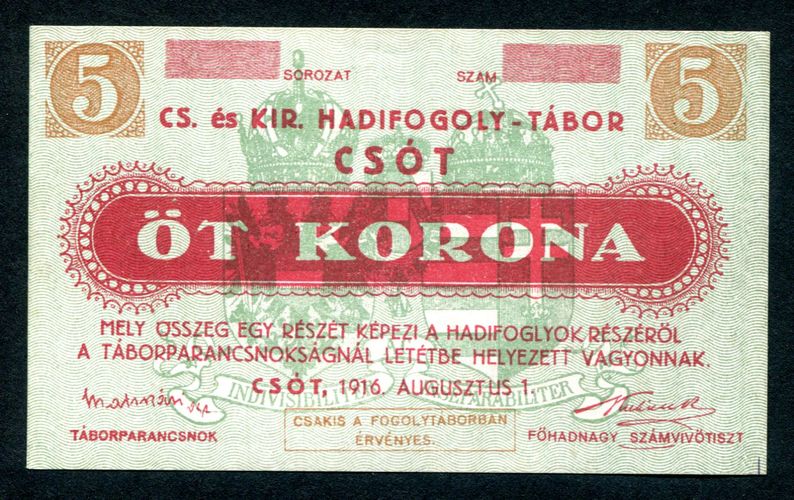 5 SOROZAT SZAM 5
CS. és KIR. HADIFOGOLY-TÁBOR
CSÓT
ÖT KORONA
MELY ÖSSZEG EGY RÉSZÉT KÉPEZI A HADIFOGLYOK RÉSZÉRŐL
A TÁBORPARANCSNOKSÁGNÁL LETÉTBE HELYEZETT VAGYONNAK.
INDIVISIBILITER
CSÓT, 1916. AUGUSZTUS 1.
CSAKIS A FOGOLYTÁBORBAN
ÉRVÉNYES.
TÁBORPARANCSNOK
FŐHADNAGY SZÁMVIVŐTISZT